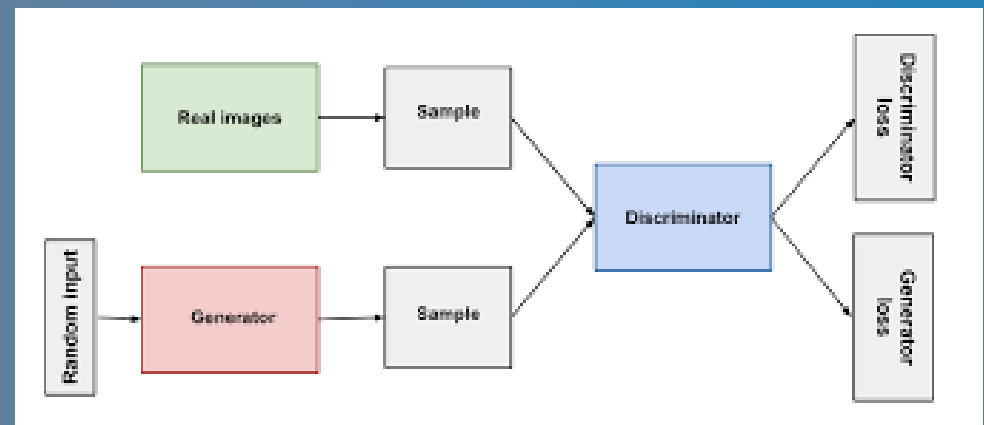 Real images
Sample
Discriminator
loss
Discriminator
Random input
Generator
Sample
Generator
loss